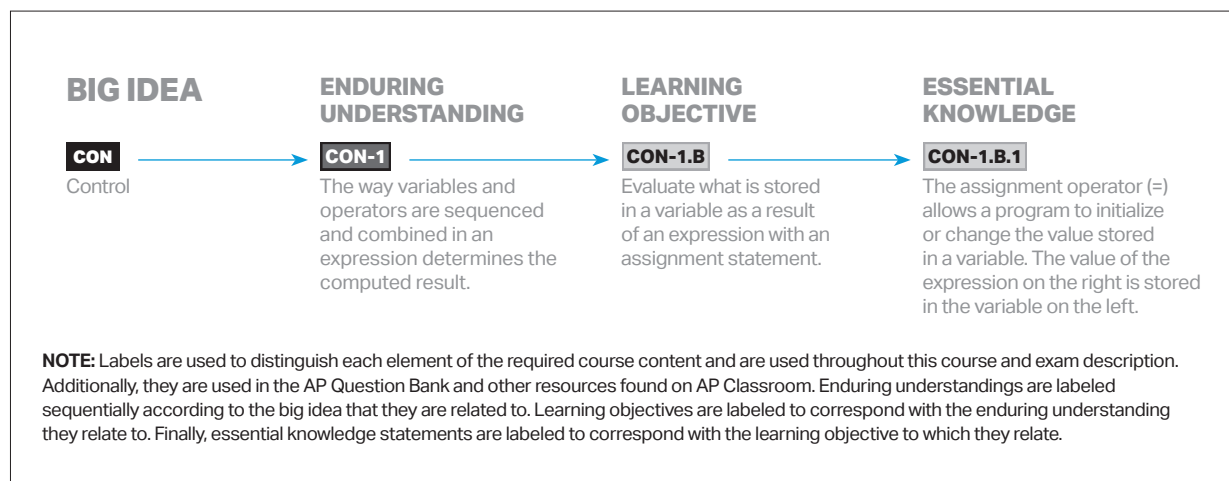 BIG IDEA
CON
Control
ENDURING
UNDERSTANDING
CON-1
The way variables and
operators are sequenced
and combined in an
expression determines the
computed result.
LEARNING
OBJECTIVE
CON-1.B
Evaluate what is stored
in a variable as a result
of an expression with an
assignment statement.
ESSENTIAL
KNOWLEDGE
CON-1.B.1
The assignment operator (=)
allows a program to initialize
or change the value stored
in a variable. The value of the
expression on the right is stored
in the variable on the left.
NOTE: Labels are used to distinguish each element of the required course content and are used throughout this course and exam description.
Additionally, they are used in the AP Question Bank and other resources found on AP Classroom. Enduring understandings are labeled
sequentially according to the big idea that they are related to. Learning objectives are labeled to correspond with the enduring understanding
they relate to. Finally, essential knowledge statements are labeled to correspond with the learning objective to which they relate.